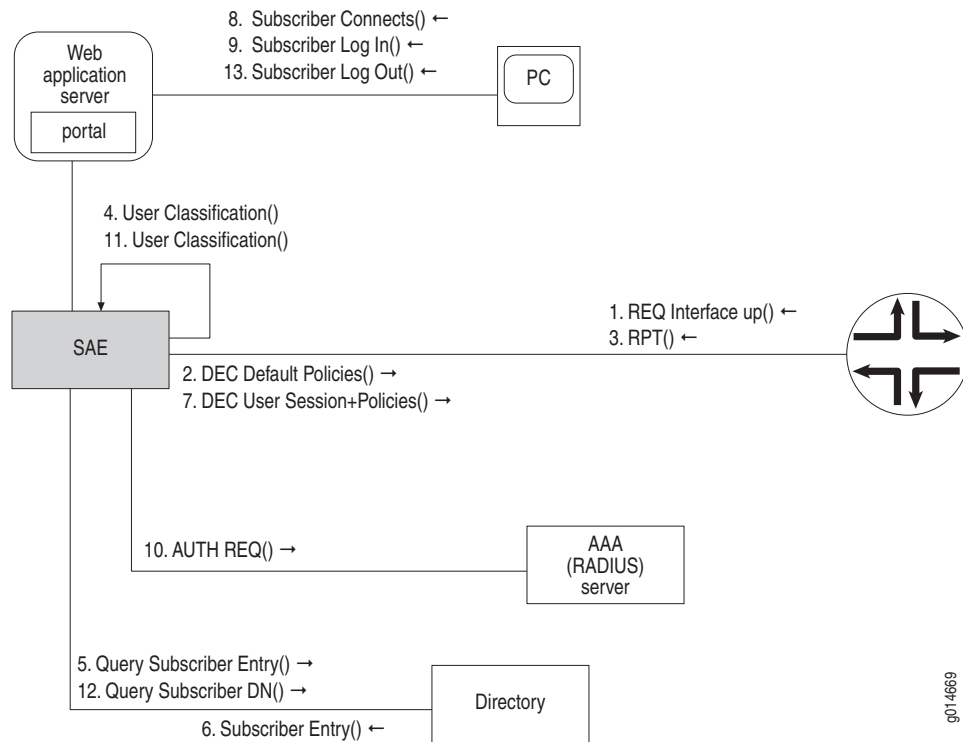 8. Subscriber Connects() ←
9. Subscriber Log In() ←
13. Subscriber Log Out() ←
Web
application
server
portal
PC
4. User Classification()
11. User Classification()
1. REQ Interface up() ←
3. RPT() ←
SAE
2. DEC Default Policies() →
7. DEC User Session+Policies() →
10. AUTH REQ() →
AAA
(RADIUS)
server
5. Query Subscriber Entry() →
12. Query Subscriber DN() →
6. Subscriber Entry() ←
Directory
g014669